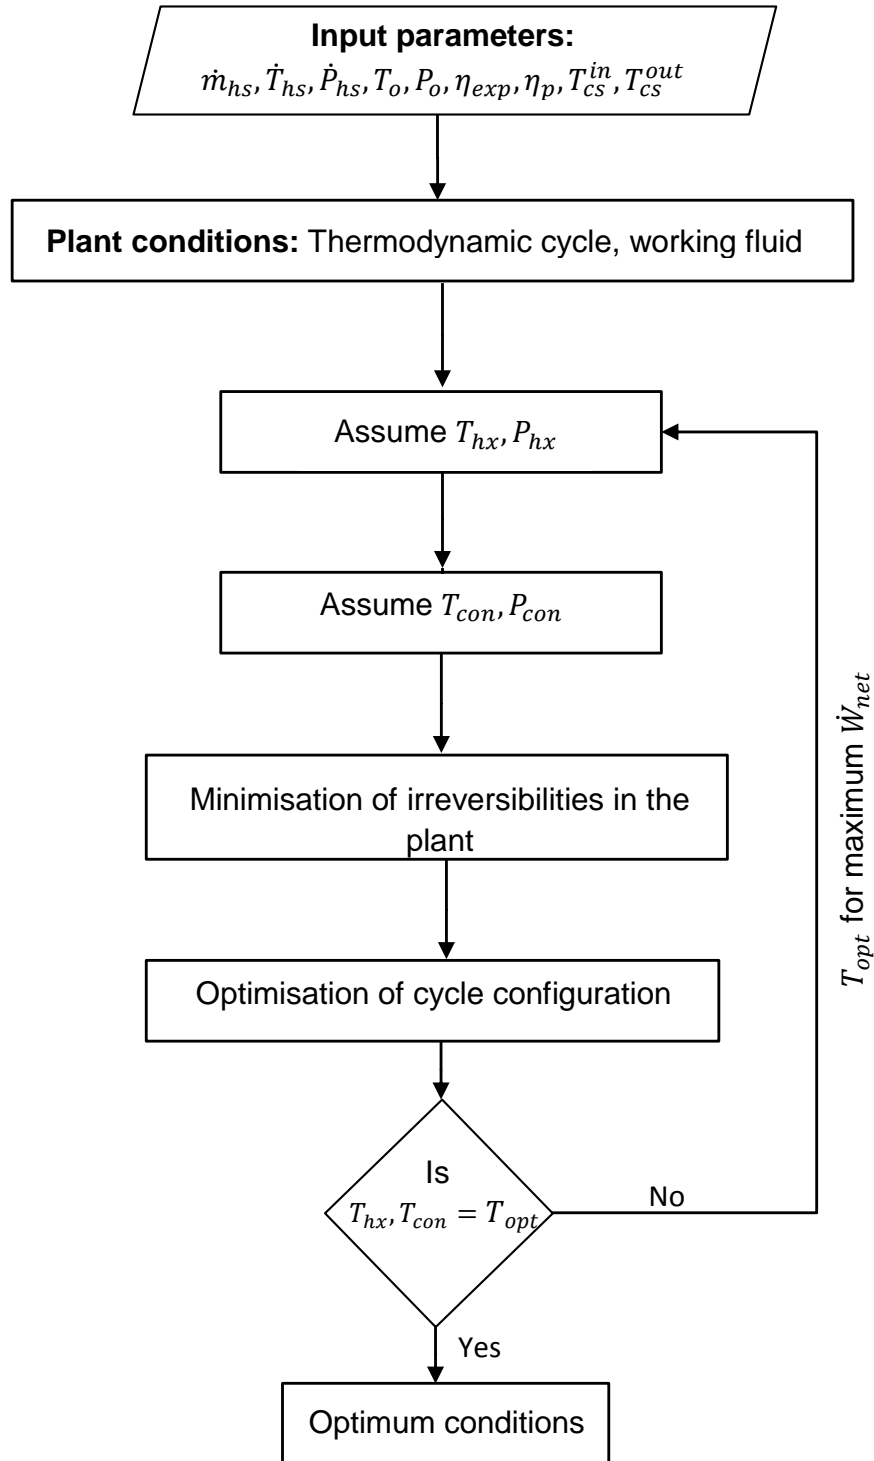 Input parameters:
ṁ_hs, Ṫ_hs, Ṗ_hs, T_o, P_o, η_exp, η_p, T_cs^in, T_cs^out
Plant conditions: Thermodynamic cycle, working fluid
Assume T_hx, P_hx
Assume T_con, P_con
Minimisation of irreversibilities in the
plant
Optimisation of cycle configuration
Is
T_hx, T_con = T_opt
No
T_opt for maximum Ẇ_net
Yes
Optimum conditions